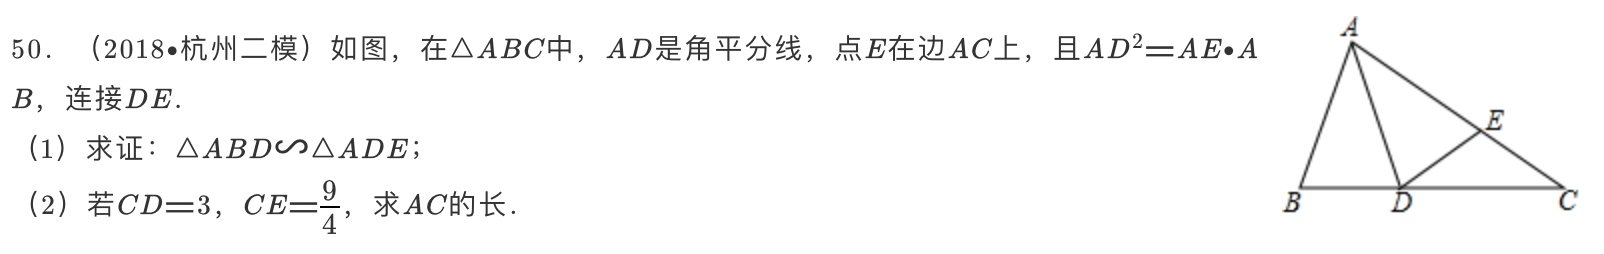 50. （2018•杭州二模）如图，在△ABC中，AD是角平分线，点E在边AC上，且AD²＝AE•A
B，连接DE.
（1）求证：△ABD∽△ADE；
（2）若CD＝3，CE＝9/4，求AC的长.
A
E
B
D
C